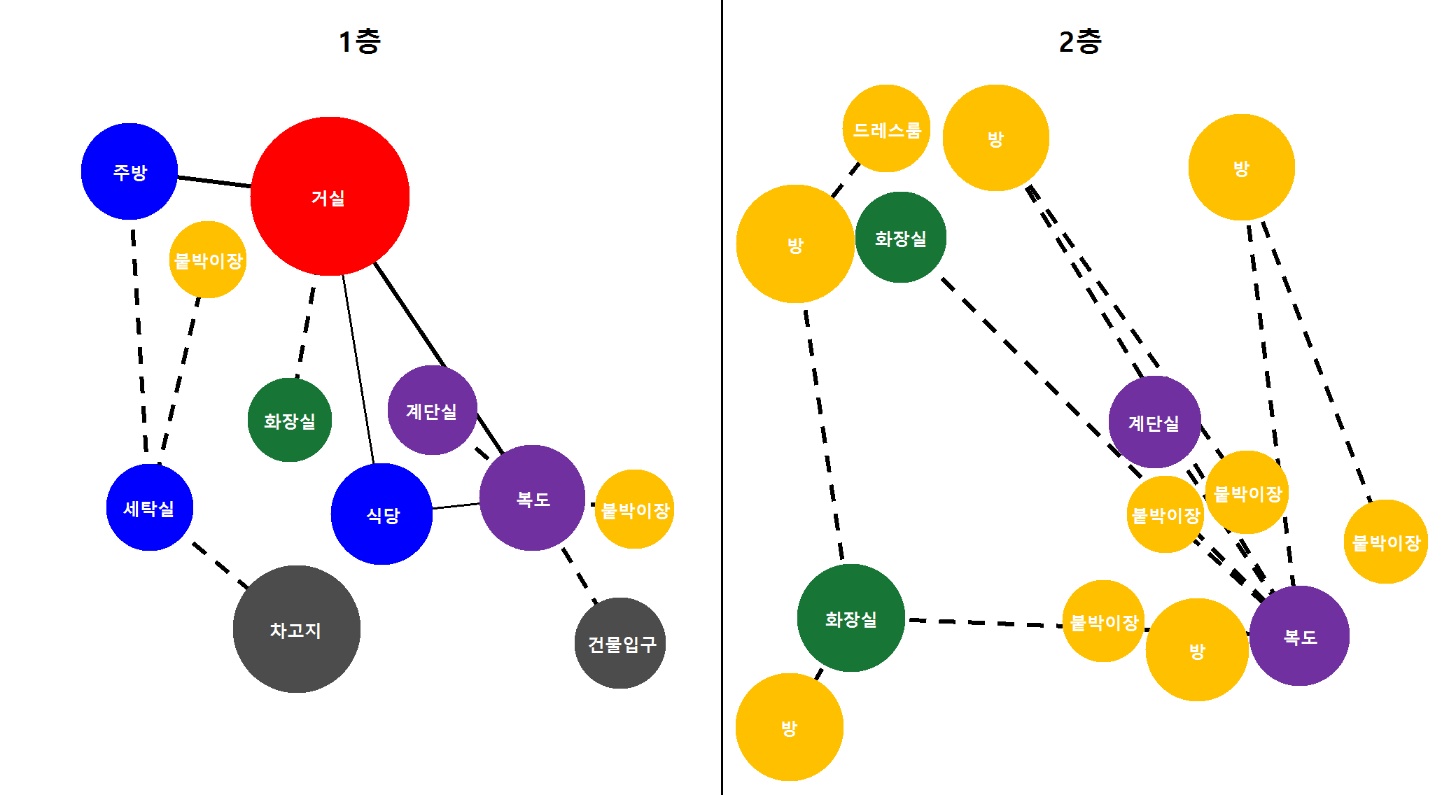 1층
주방
거실
붙박이장
화장실
계단실
세탁실
식당
복도
붙박이장
차고지
건물입구
2층
드레스룸
방
방
방
화장실
계단실
붙박이장
붙박이장
붙박이장
화장실
붙박이장
방
복도
방